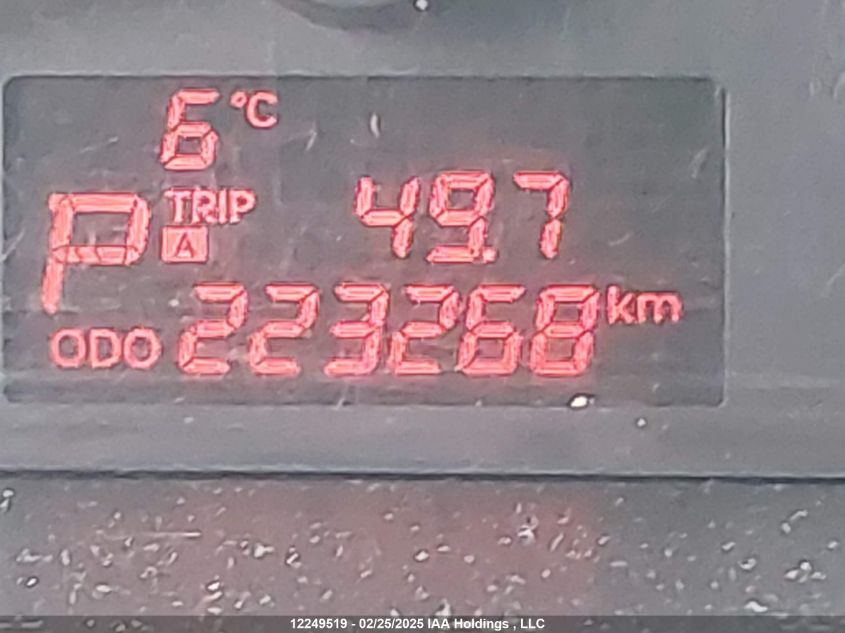 6 °C
P TRIP A 49.7
ODO 223268 km
12249519 - 02/25/2025 IAA Holdings , LLC